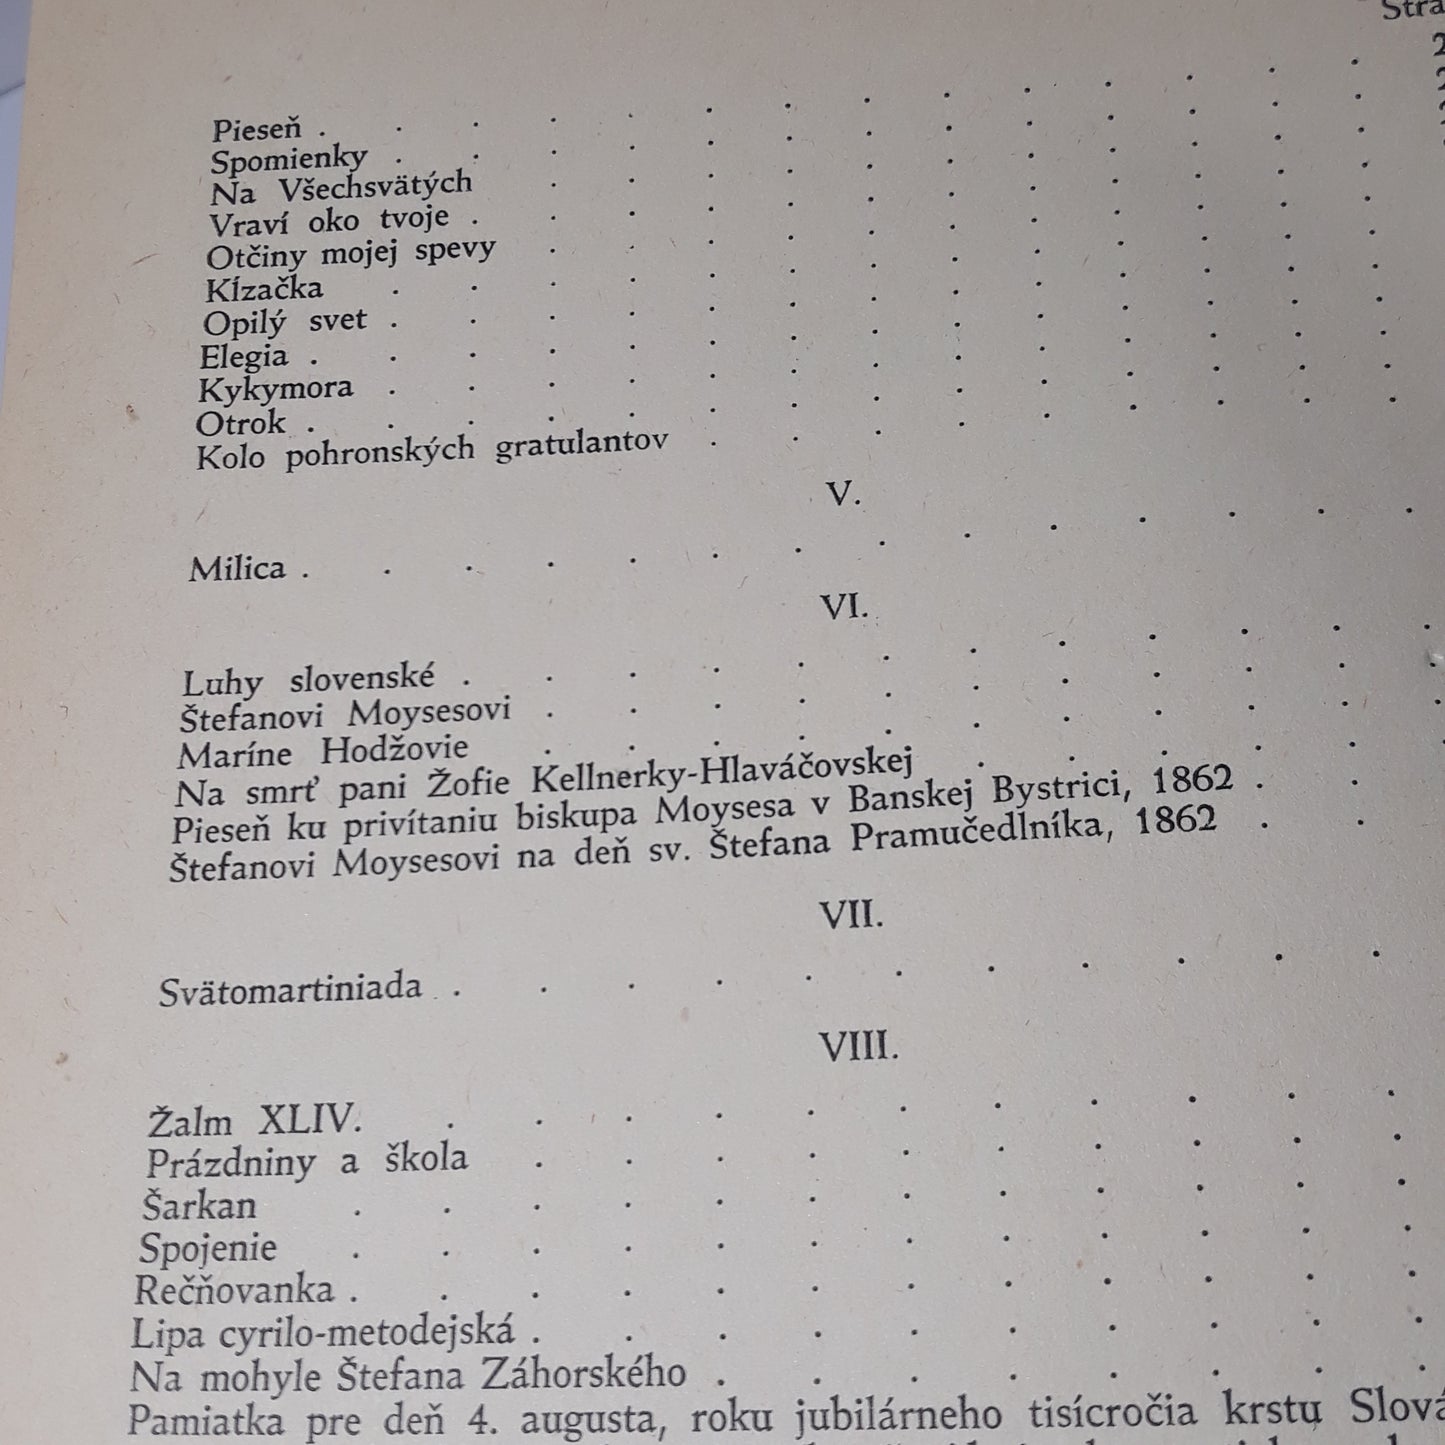 Pieseň
Spomienky
Na Všechsvätých
Vraví oko tvoje
Otčiny mojej spevy
Kĺzačka
Opilý svet
Elegia
Kykymora
Otrok
Kolo pohronských gratulantov
V.
Milica
VI.
Luhy slovenské
Štefanovi Moysesovi
Maríne Hodžovie
Na smrť pani Žofie Kellnerky-Hlaváčovskej
Pieseň ku privítaniu biskupa Moysesa v Banskej Bystrici, 1862
Štefanovi Moysesovi na deň sv. Štefana Pramučedlníka, 1862
VII.
Svätomartiniada
VIII.
Žalm XLIV.
Prázdniny a škola
Šarkan
Spojenie
Rečňovanka
Lipa cyrilo-metodejská
Na mohyle Štefana Záhorského
Pamiatka pre deň 4. augusta, roku jubilárneho tisícročia krstu